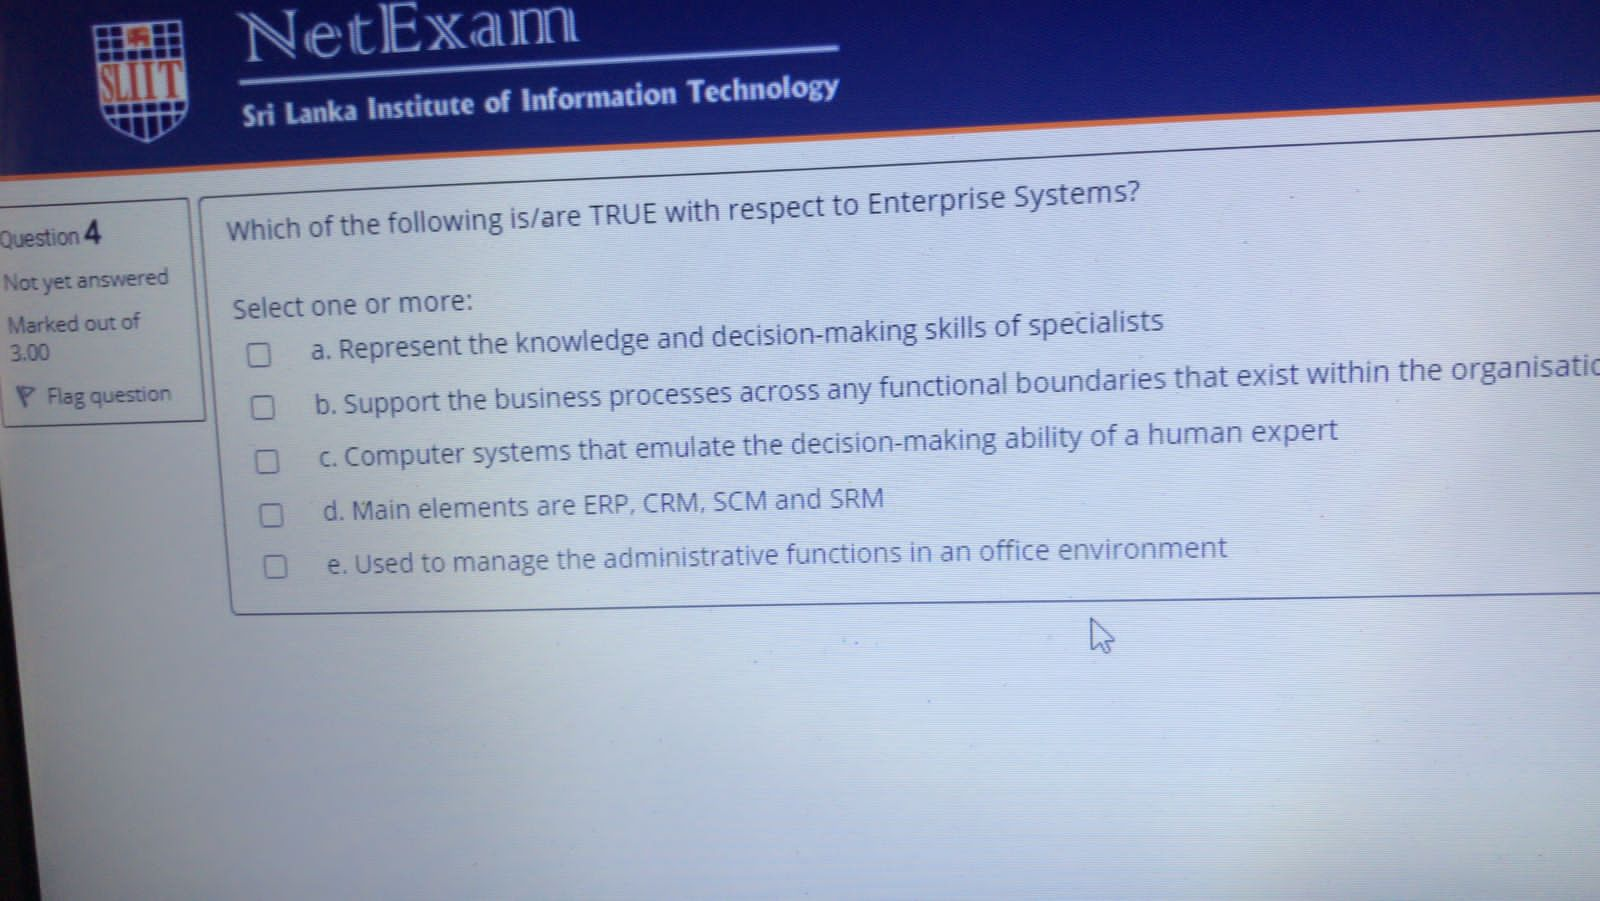 SLIIT
NetExam
Sri Lanka Institute of Information Technology
Question 4
Not yet answered
Marked out of
3.00
Flag question
Which of the following is/are TRUE with respect to Enterprise Systems?
Select one or more:
a. Represent the knowledge and decision-making skills of specialists
b. Support the business processes across any functional boundaries that exist within the organisatio
c. Computer systems that emulate the decision-making ability of a human expert
d. Main elements are ERP, CRM, SCM and SRM
e. Used to manage the administrative functions in an office environment